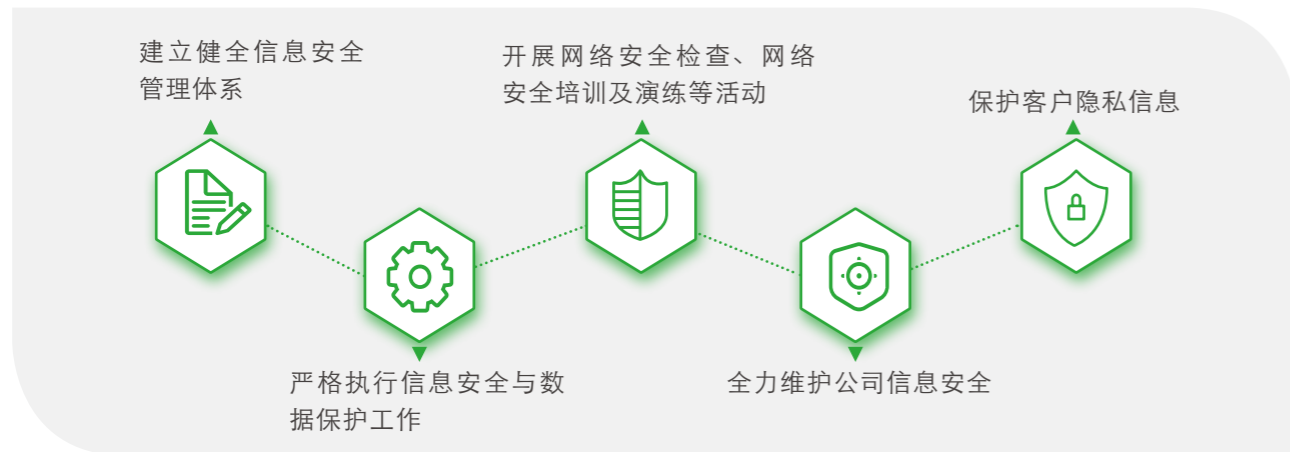 建立健全信息安全
管理体系
严格执行信息安全与数
据保护工作
开展网络安全检查、网络
安全培训及演练等活动
全力维护公司信息安全
保护客户隐私信息